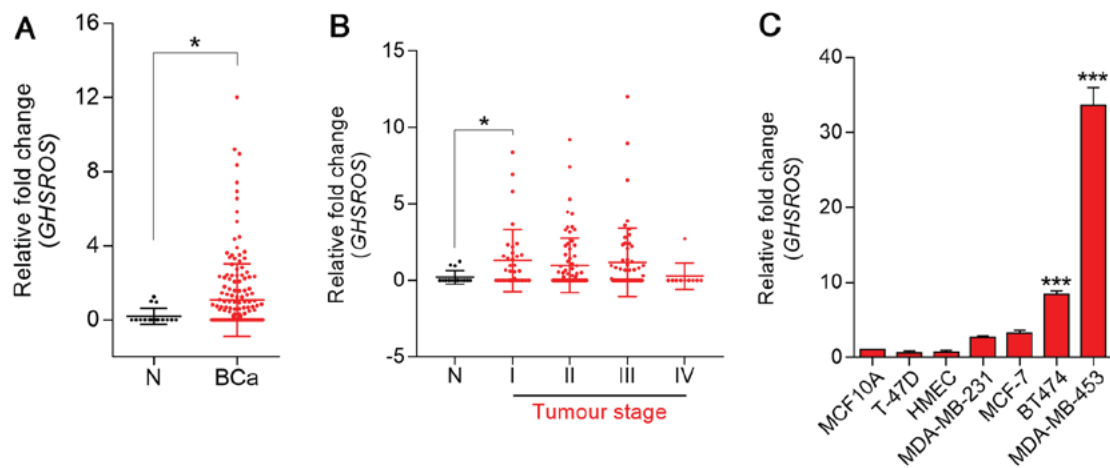 A
Relative fold change
(GHSROS)
16
12
8
4
0
*
N
BCa
B
Relative fold change
(GHSROS)
15
10
5
0
-5
*
N
I
II
III
IV
Tumour stage
C
Relative fold change
(GHSROS)
40
30
20
10
0
***
***
MCF10A
T-47D
HMEC
MDA-MB-231
MCF-7
BT474
MDA-MB-453